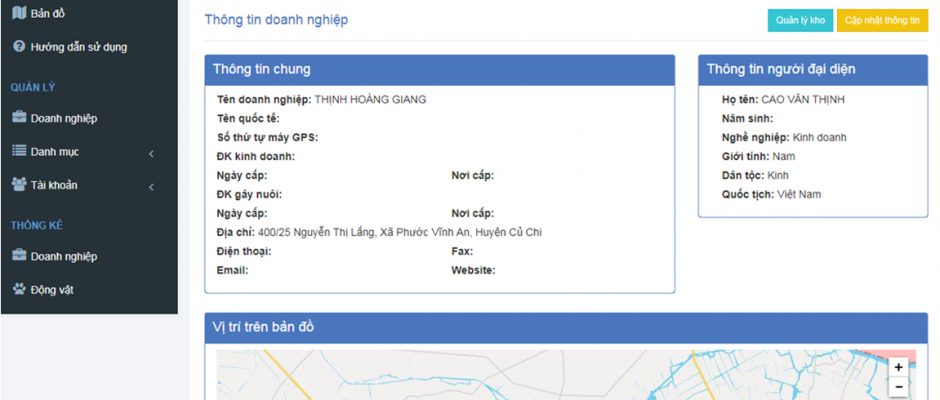 Bản đồ
Hướng dẫn sử dụng
QUẢN LÝ
Doanh nghiệp
Danh mục
Tài khoản
THỐNG KÊ
Doanh nghiệp
Động vật
Thông tin doanh nghiệp
Quản lý kho
Cập nhật thông tin
Thông tin chung
Tên doanh nghiệp: THỊNH HOÀNG GIANG
Tên quốc tế:
Số thứ tự máy GPS:
ĐK kinh doanh:
Ngày cấp: Nơi cấp:
ĐK gây nuôi:
Ngày cấp: Nơi cấp:
Địa chỉ: 400/25 Nguyễn Thị Lắng, Xã Phước Vĩnh An, Huyện Củ Chi
Điện thoại: Fax:
Email: Website:
Thông tin người đại diện
Họ tên: CAO VĂN THỊNH
Năm sinh:
Nghề nghiệp: Kinh doanh
Giới tính: Nam
Dân tộc: Kinh
Quốc tịch: Việt Nam
Vị trí trên bản đồ
+
−